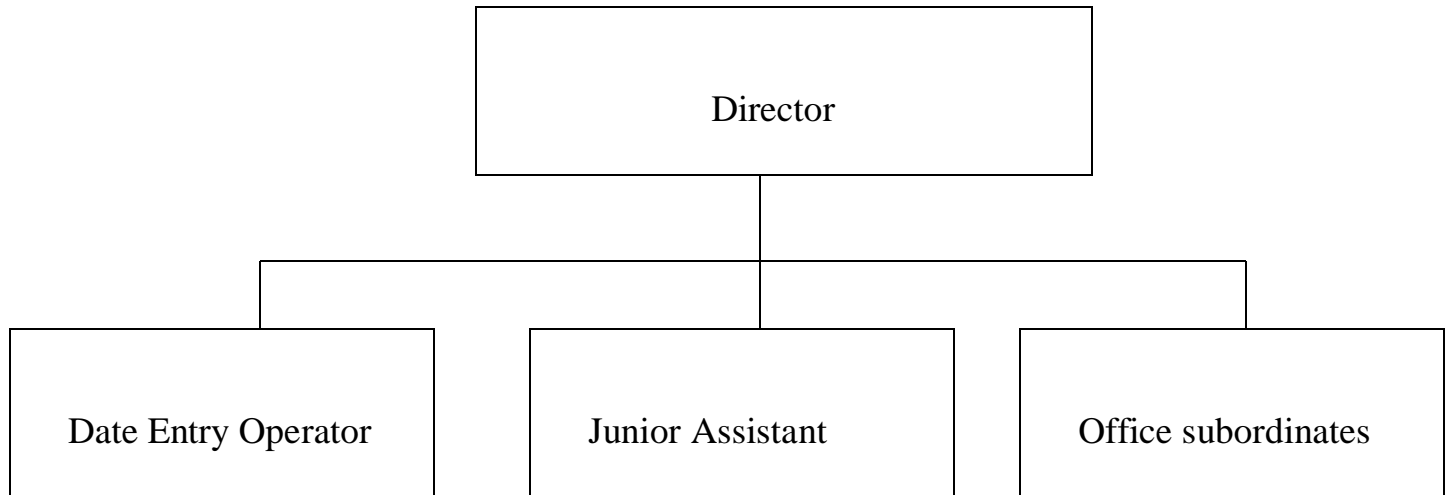 Director
Date Entry Operator
Junior Assistant
Office subordinates